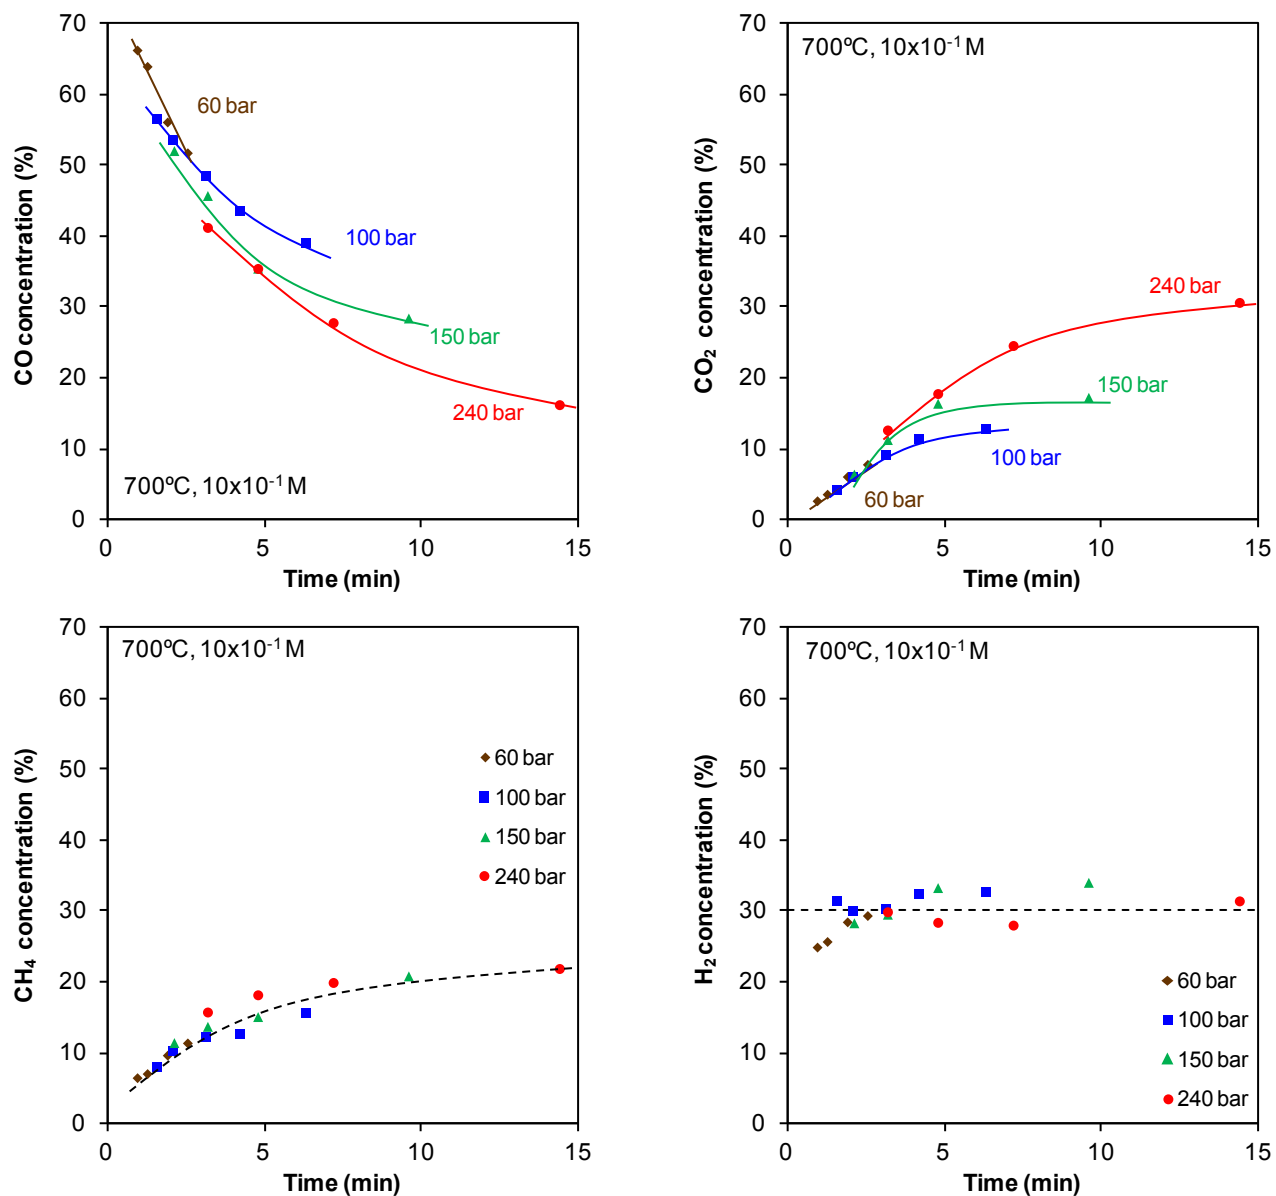 CO concentration (%)
70
60
50
40
30
20
10
0
60 bar
100 bar
150 bar
240 bar
700ºC, 10x10⁻¹ M
0 5 10 15
Time (min)
CO₂ concentration (%)
70
60
50
40
30
20
10
0
700ºC, 10x10⁻¹ M
240 bar
150 bar
100 bar
60 bar
0 5 10 15
Time (min)
CH₄ concentration (%)
70
60
50
40
30
20
10
0
700ºC, 10x10⁻¹ M
60 bar
100 bar
150 bar
240 bar
0 5 10 15
Time (min)
H₂ concentration (%)
70
60
50
40
30
20
10
0
700ºC, 10x10⁻¹ M
60 bar
100 bar
150 bar
240 bar
0 5 10 15
Time (min)